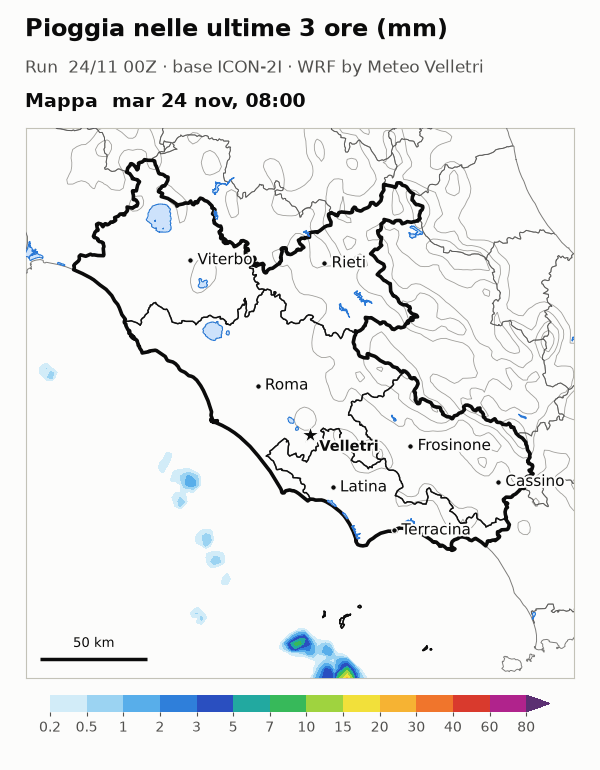 Pioggia nelle ultime 3 ore (mm)
Run 24/11 00Z · base ICON-2I · WRF by Meteo Velletri
Mappa mar 24 nov, 08:00
Viterbo
Rieti
Roma
Velletri
Frosinone
Latina
Cassino
Terracina
50 km
0.2 0.5 1 2 3 5 7 10 15 20 30 40 60 80